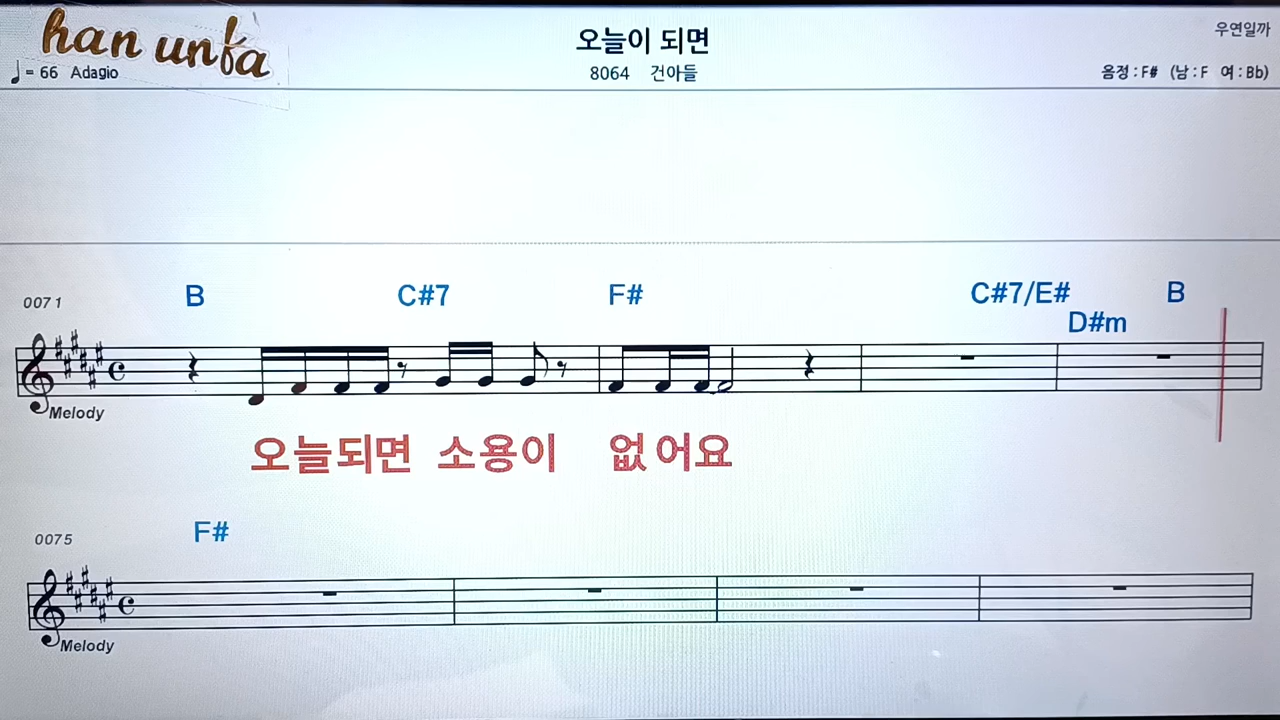 han unfa
오늘이 되면
우연일까
♩= 66 Adagio
8064 건아들
음정 : F# (남 : F 여 : Bb)
0071 B C#7 F# C#7/E# D#m B
Melody
오늘되면 소용이 없어요
0075 F#
Melody